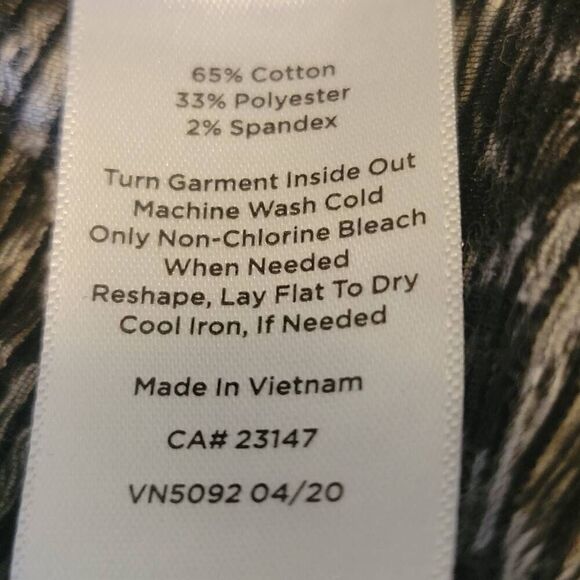 65% Cotton
33% Polyester
2% Spandex
Turn Garment Inside Out
Machine Wash Cold
Only Non-Chlorine Bleach
When Needed
Reshape, Lay Flat To Dry
Cool Iron, If Needed
Made In Vietnam
CA# 23147
VN5092 04/20